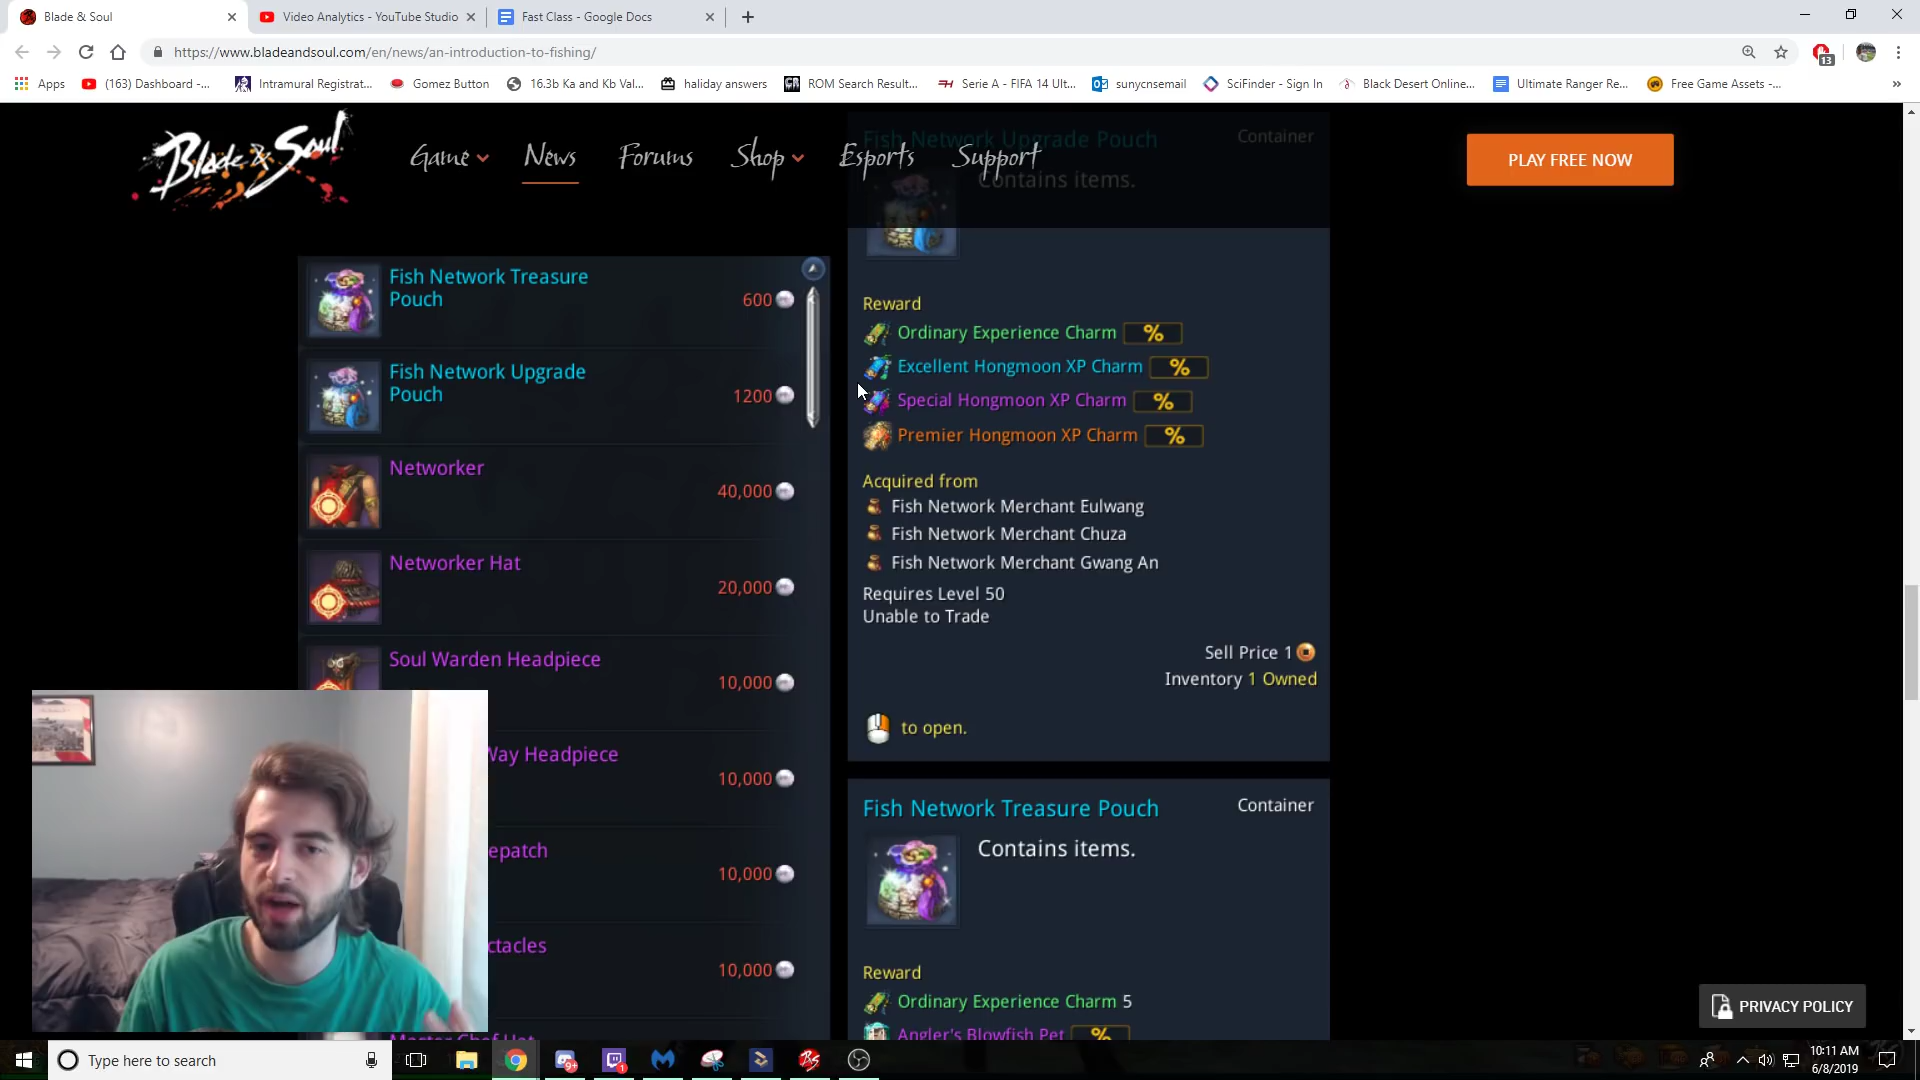 Blade & Soul
Video Analytics - YouTube Studio
Fast Class - Google Docs
https://www.bladeandsoul.com/en/news/an-introduction-to-fishing/
13
Apps
(163) Dashboard -...
Intramural Registrat...
Gomez Button
16.3b Ka and Kb Val...
haliday answers
ROM Search Result...
Serie A - FIFA 14 Ult...
sunycnsemail
SciFinder - Sign In
Black Desert Online...
Ultimate Ranger Re...
Free Game Assets -...
»
Blade & Soul
Game
News
Forums
Shop
Esports
Support
PLAY FREE NOW
Fish Network Treasure
Pouch
600
Fish Network Upgrade
Pouch
1200
Networker
40,000
Networker Hat
20,000
Soul Warden Headpiece
10,000
Way Headpiece
10,000
epatch
10,000
ctacles
10,000
Master Chef Hat
Fish Network Upgrade Pouch
Container
Contains items.
Reward
Ordinary Experience Charm %
Excellent Hongmoon XP Charm %
Special Hongmoon XP Charm %
Premier Hongmoon XP Charm %
Acquired from
Fish Network Merchant Eulwang
Fish Network Merchant Chuza
Fish Network Merchant Gwang An
Requires Level 50
Unable to Trade
Sell Price 1
Inventory 1 Owned
to open.
Fish Network Treasure Pouch
Container
Contains items.
Reward
Ordinary Experience Charm 5
Angler's Blowfish Pet %
PRIVACY POLICY
Type here to search
9+
1
10:11 AM
6/8/2019